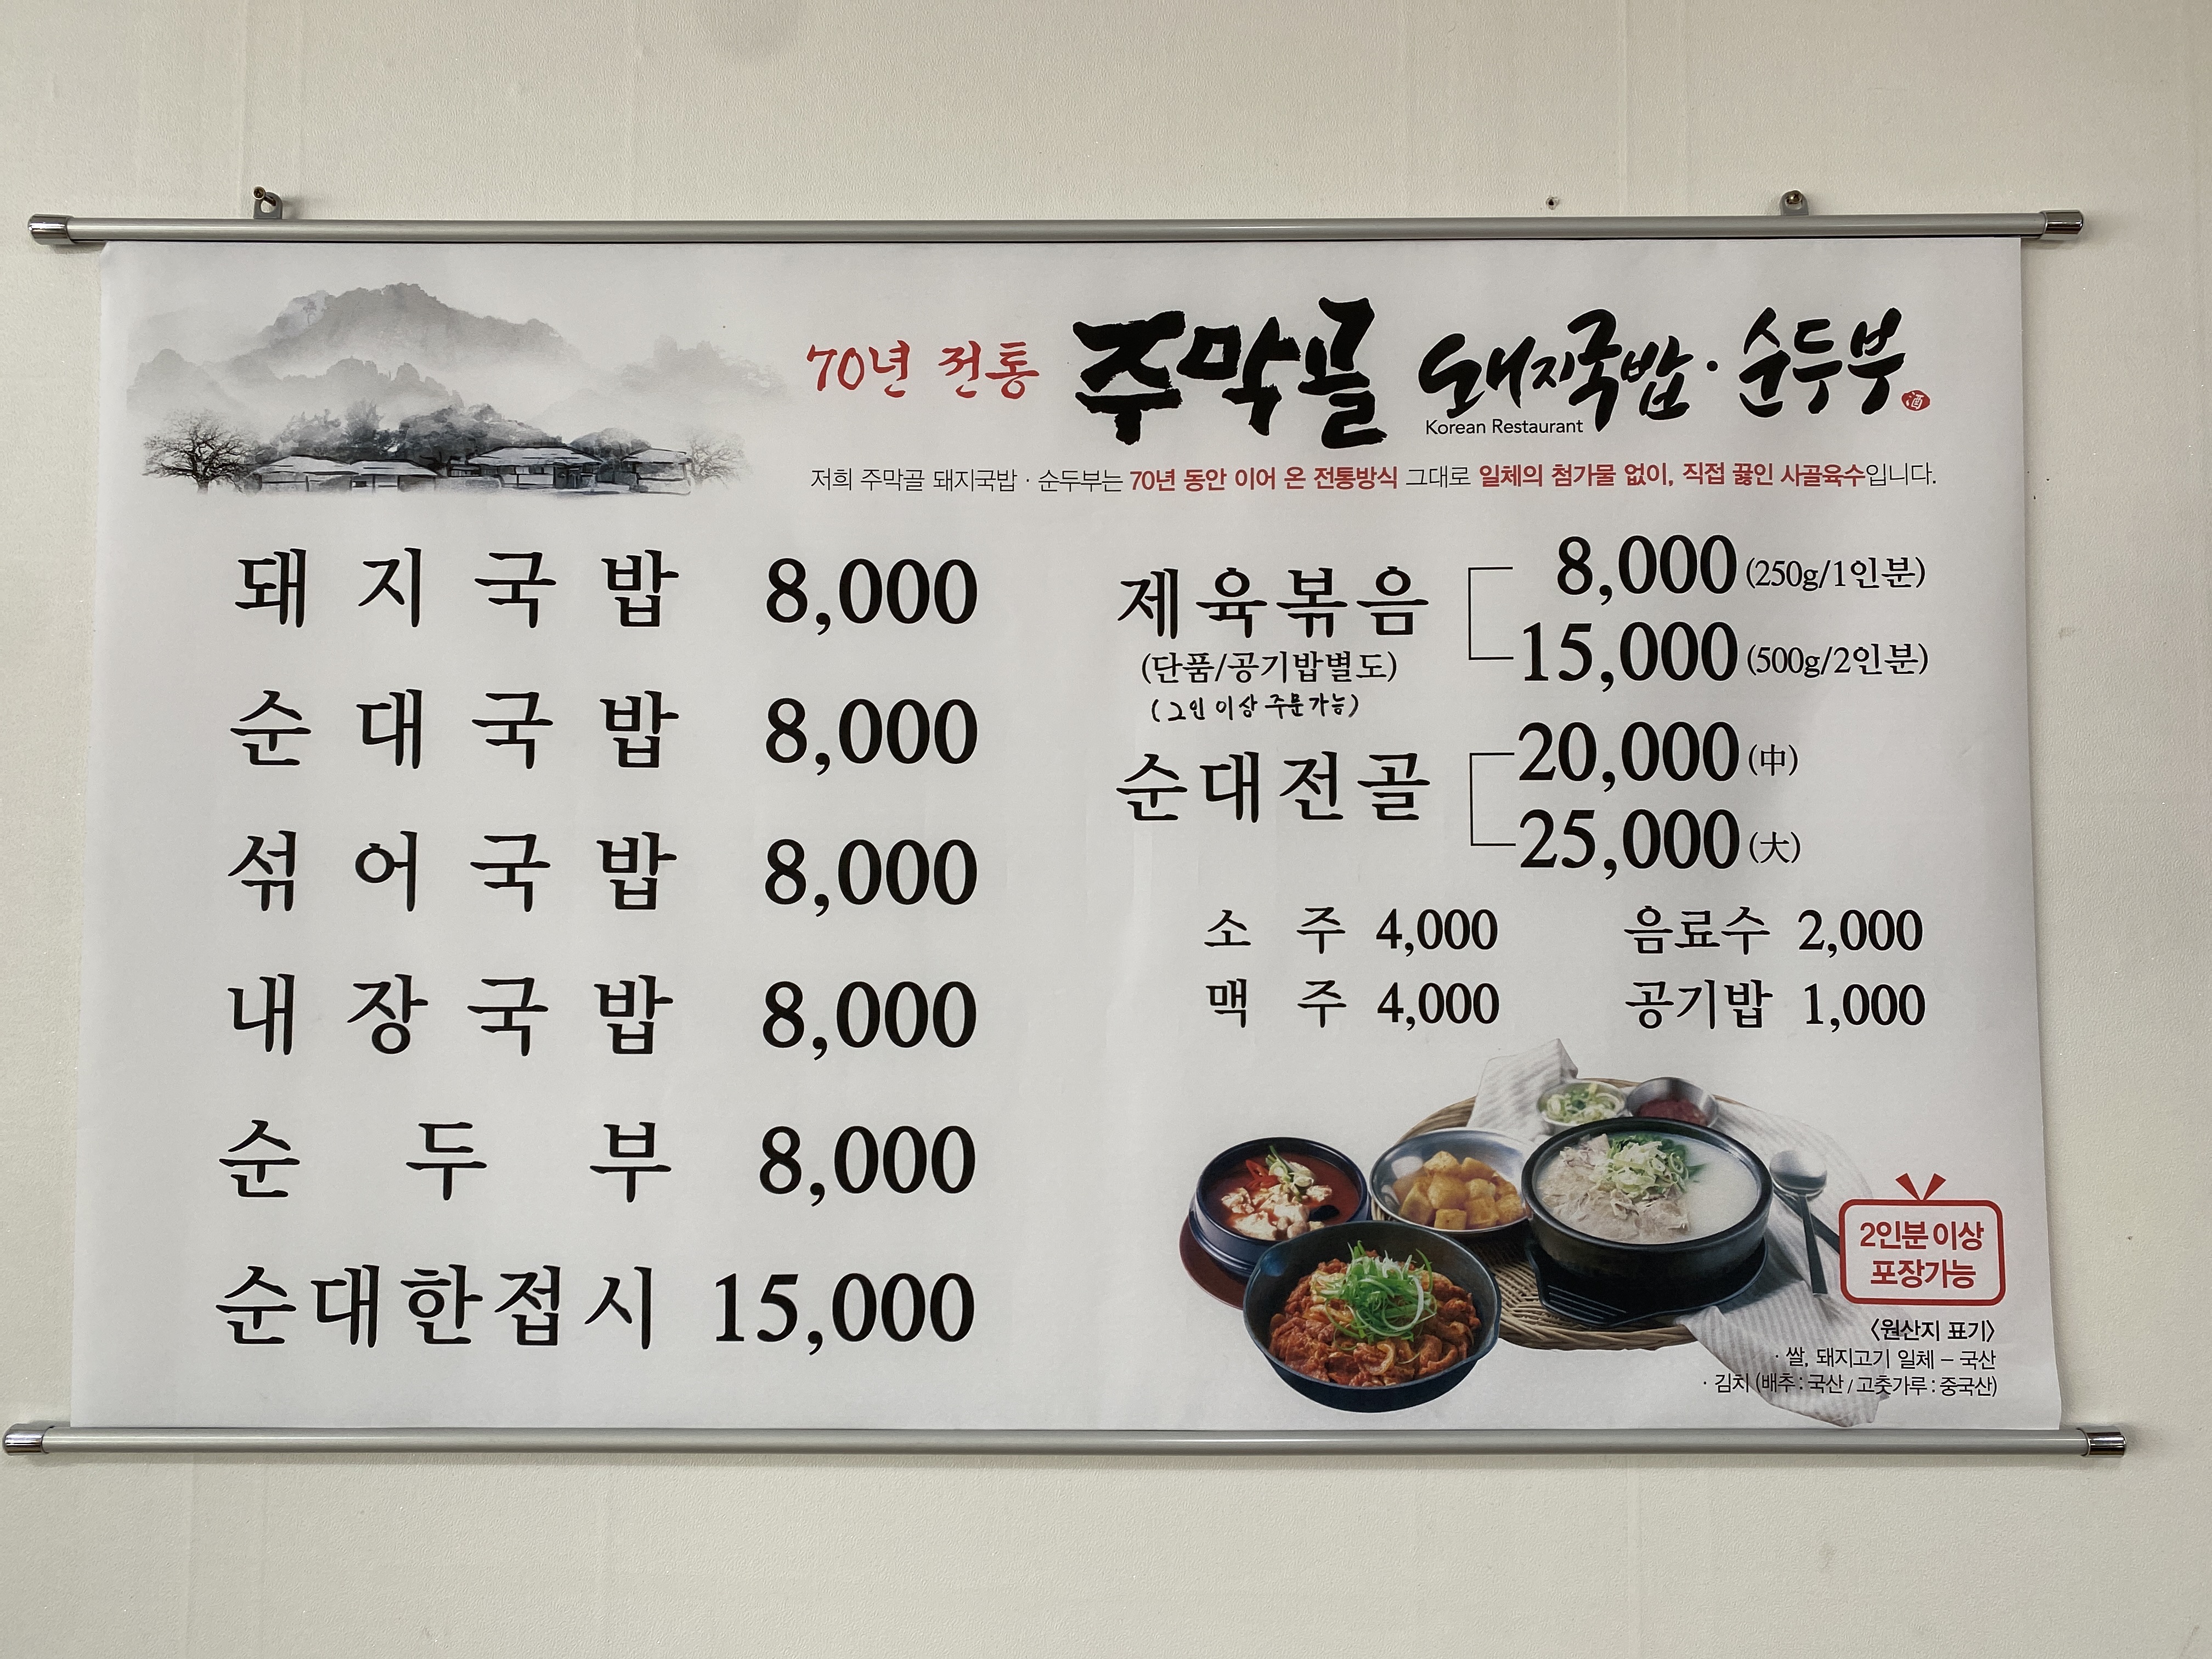 70년 전통 주막골 돼지국밥 · 순두부
酒
Korean Restaurant
저희 주막골 돼지국밥 · 순두부는 70년 동안 이어 온 전통방식 그대로 일체의 첨가물 없이, 직접 끓인 사골육수입니다.
돼지국밥 8,000
순대국밥 8,000
섞어국밥 8,000
내장국밥 8,000
순두부 8,000
순대한접시 15,000
제육볶음 8,000 (250g/1인분)
15,000 (500g/2인분)
(단품/공기밥별도)
(2인 이상 주문가능)
순대전골 20,000 (中)
25,000 (大)
소주 4,000 음료수 2,000
맥주 4,000 공기밥 1,000
2인분 이상
포장가능
〈원산지 표기〉
· 쌀, 돼지고기 일체 – 국산
· 김치 (배추 : 국산 / 고춧가루 : 중국산)